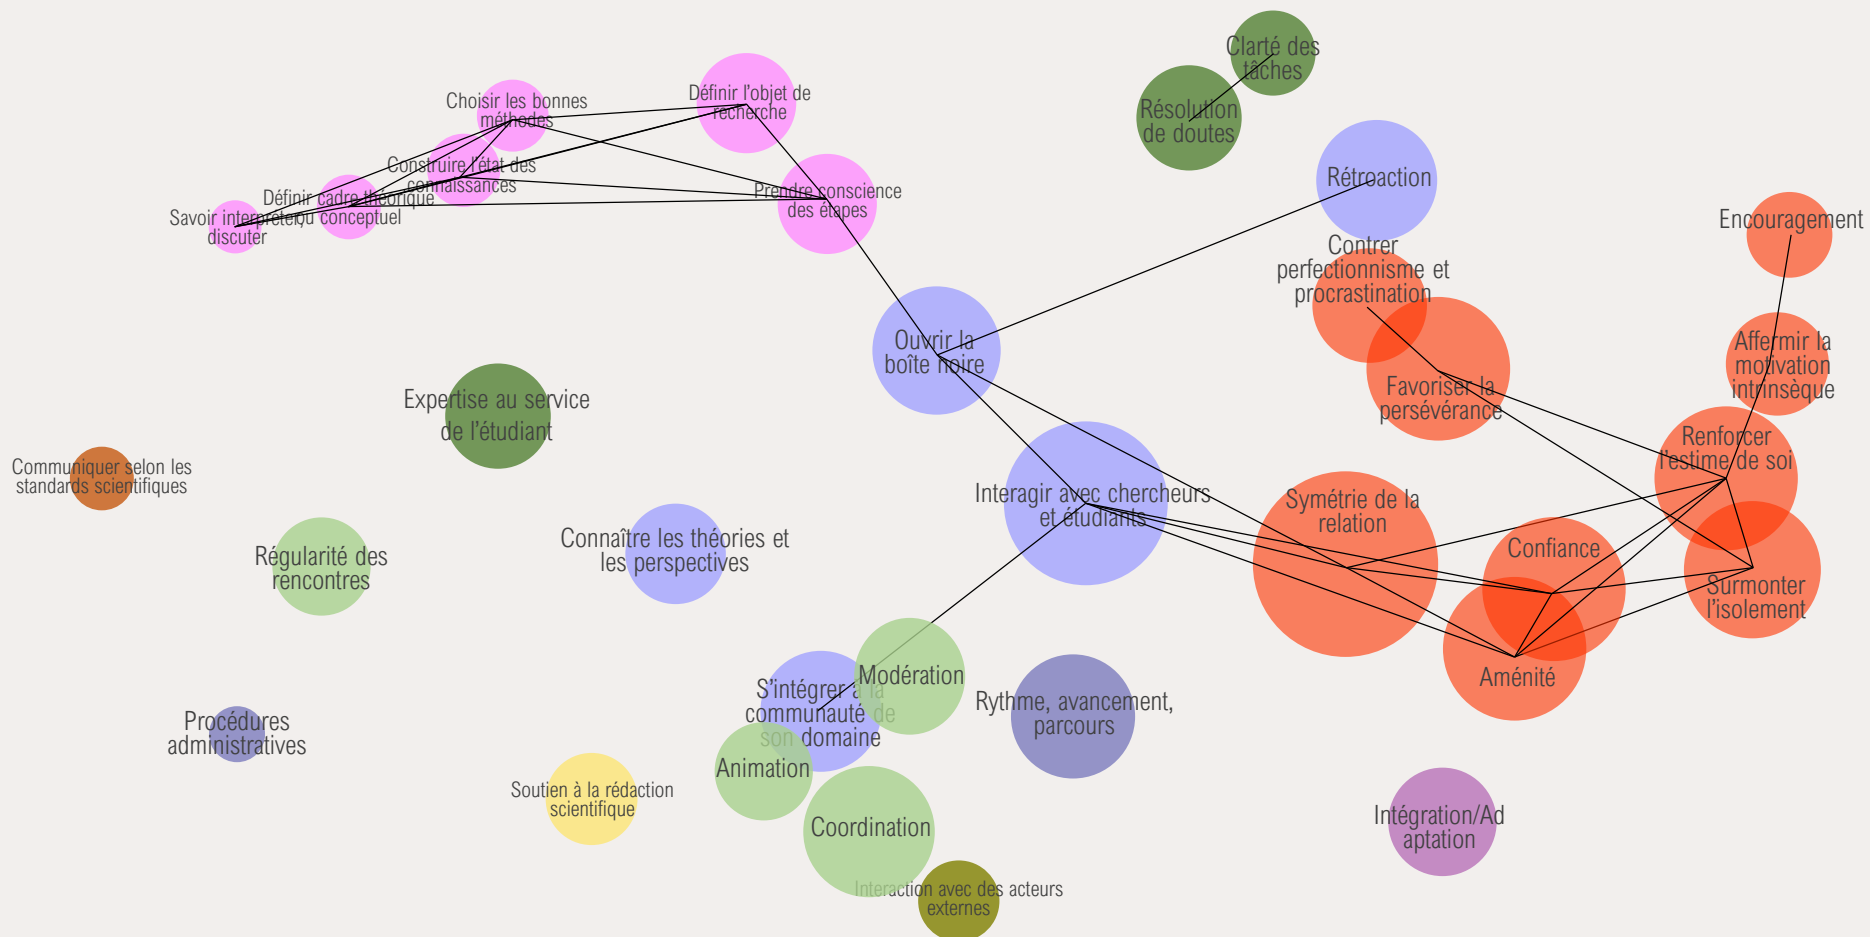 Clarté des
tâches
Résolution
de doutes
Choisir les bonnes
méthodes
Définir l'objet de
recherche
Construire l'état des
connaissances
Définir cadre théorique
ou conceptuel
Savoir interpréter,
discuter
Prendre conscience
des étapes
Rétroaction
Encouragement
Contrer
perfectionnisme et
procrastination
Ouvrir la
boîte noire
Affermir la
motivation
intrinsèque
Favoriser la
persévérance
Expertise au service
de l'étudiant
Renforcer
l'estime de soi
Communiquer selon les
standards scientifiques
Interagir avec chercheurs
et étudiants
Symétrie de la
relation
Confiance
Connaître les théories et
les perspectives
Régularité des
rencontres
Surmonter
l'isolement
Aménité
Modération
S'intégrer à la
communauté de
son domaine
Rythme, avancement,
parcours
Procédures
administratives
Animation
Soutien à la rédaction
scientifique
Coordination
Intégration/Ad
aptation
Interaction avec des acteurs
externes